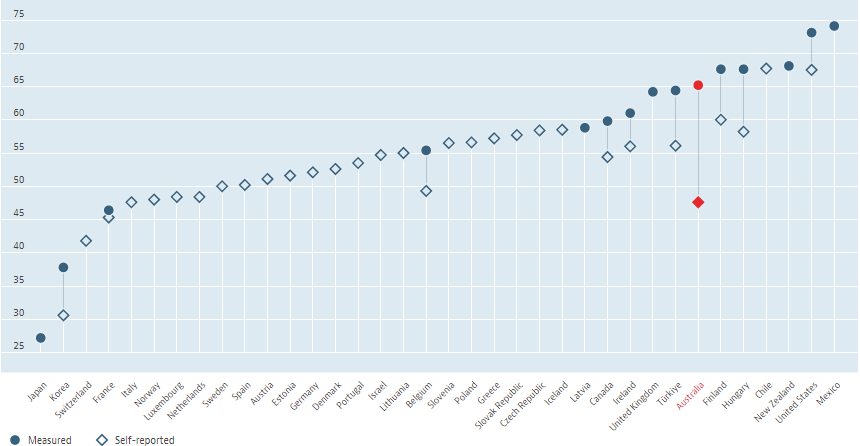 75
70
65
60
55
50
45
40
35
30
25
Japan
Korea
Switzerland
France
Italy
Norway
Luxembourg
Netherlands
Sweden
Spain
Austria
Estonia
Germany
Denmark
Portugal
Israel
Lithuania
Belgium
Slovenia
Poland
Greece
Slovak Republic
Czech Republic
Iceland
Latvia
Canada
Ireland
United Kingdom
Türkiye
Australia
Finland
Hungary
Chile
New Zealand
United States
Mexico
Measured
Self-reported